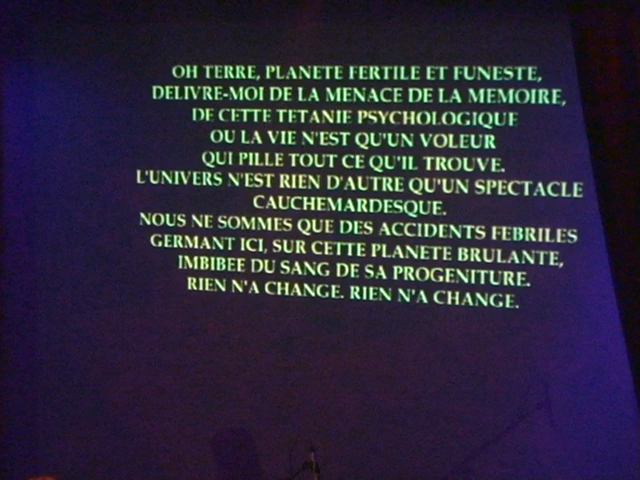 OH TERRE, PLANETE FERTILE ET FUNESTE,
DELIVRE-MOI DE LA MENACE DE LA MEMOIRE,
DE CETTE TETANIE PSYCHOLOGIQUE
OU LA VIE N'EST QU'UN VOLEUR
QUI PILLE TOUT CE QU'IL TROUVE.
L'UNIVERS N'EST RIEN D'AUTRE QU'UN SPECTACLE
CAUCHEMARDESQUE.
NOUS NE SOMMES QUE DES ACCIDENTS FEBRILES
GERMANT ICI, SUR CETTE PLANETE BRULANTE,
IMBIBEE DU SANG DE SA PROGENITURE.
RIEN N'A CHANGE. RIEN N'A CHANGE.